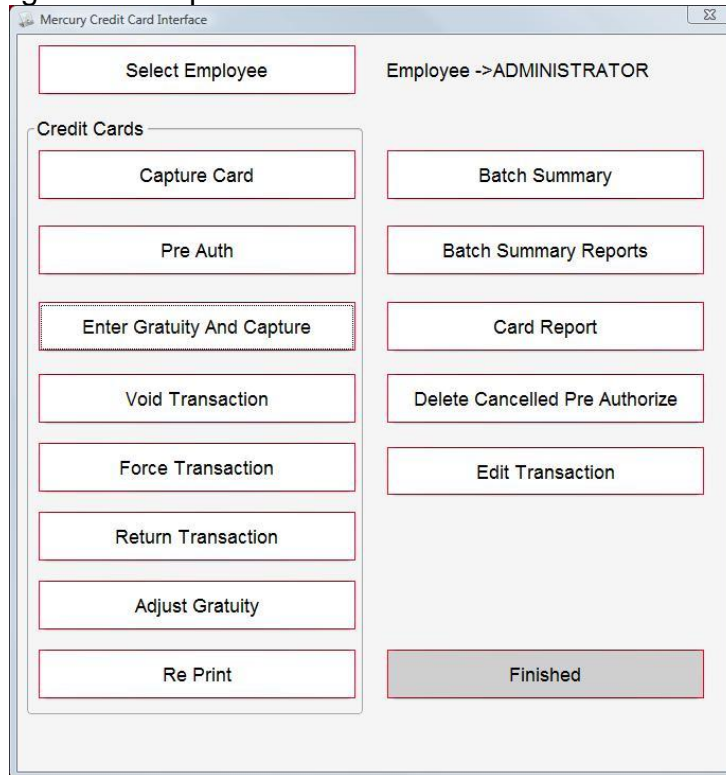 Mercury Credit Card Interface
Select Employee
Employee ->ADMINISTRATOR
Credit Cards
Capture Card
Batch Summary
Pre Auth
Batch Summary Reports
Enter Gratuity And Capture
Card Report
Void Transaction
Delete Cancelled Pre Authorize
Force Transaction
Edit Transaction
Return Transaction
Adjust Gratuity
Re Print
Finished